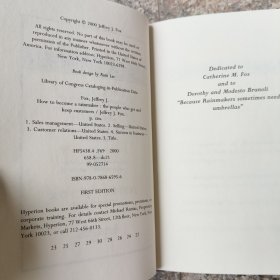 Copyright © 2000 Jeffrey J. Fox
All rights reserved. No part of this book may be used or
reproduced in any manner whatsoever without the written
permission of the Publisher. Printed in the United States of
America. For information address: Hyperion, 77 West 66th Street,
New York, New York 10023-6298
Book design by
Library of Congress Cataloging in Publication Data
Fox, Jeffrey J.
How to become a rainmaker : the people who get and
keep customers / Jeffrey J. Fox.
p. cm
1. Sales management—United States. 2. Selling—United States.
3. Customer relations—United States. 4. Success in business—
United States.
HF5438.4 .F69 2000
658.8—dc21
99-052714
CIP
ISBN 978-0-7868-6595-6
FIRST EDITION
Hyperion books are available for special promotions, premiums, or
corporate training. For details contact Michael Rentas, Proprietary
Markets, Hyperion, 77 West 66th Street, 12th floor, New York, New York
10023, or call 212-456-0133.
Dedicated to
Catherine M. Fox
and to
Dorothy and Modesto Brunoli
"Because Rainmakers sometimes need
umbrellas"